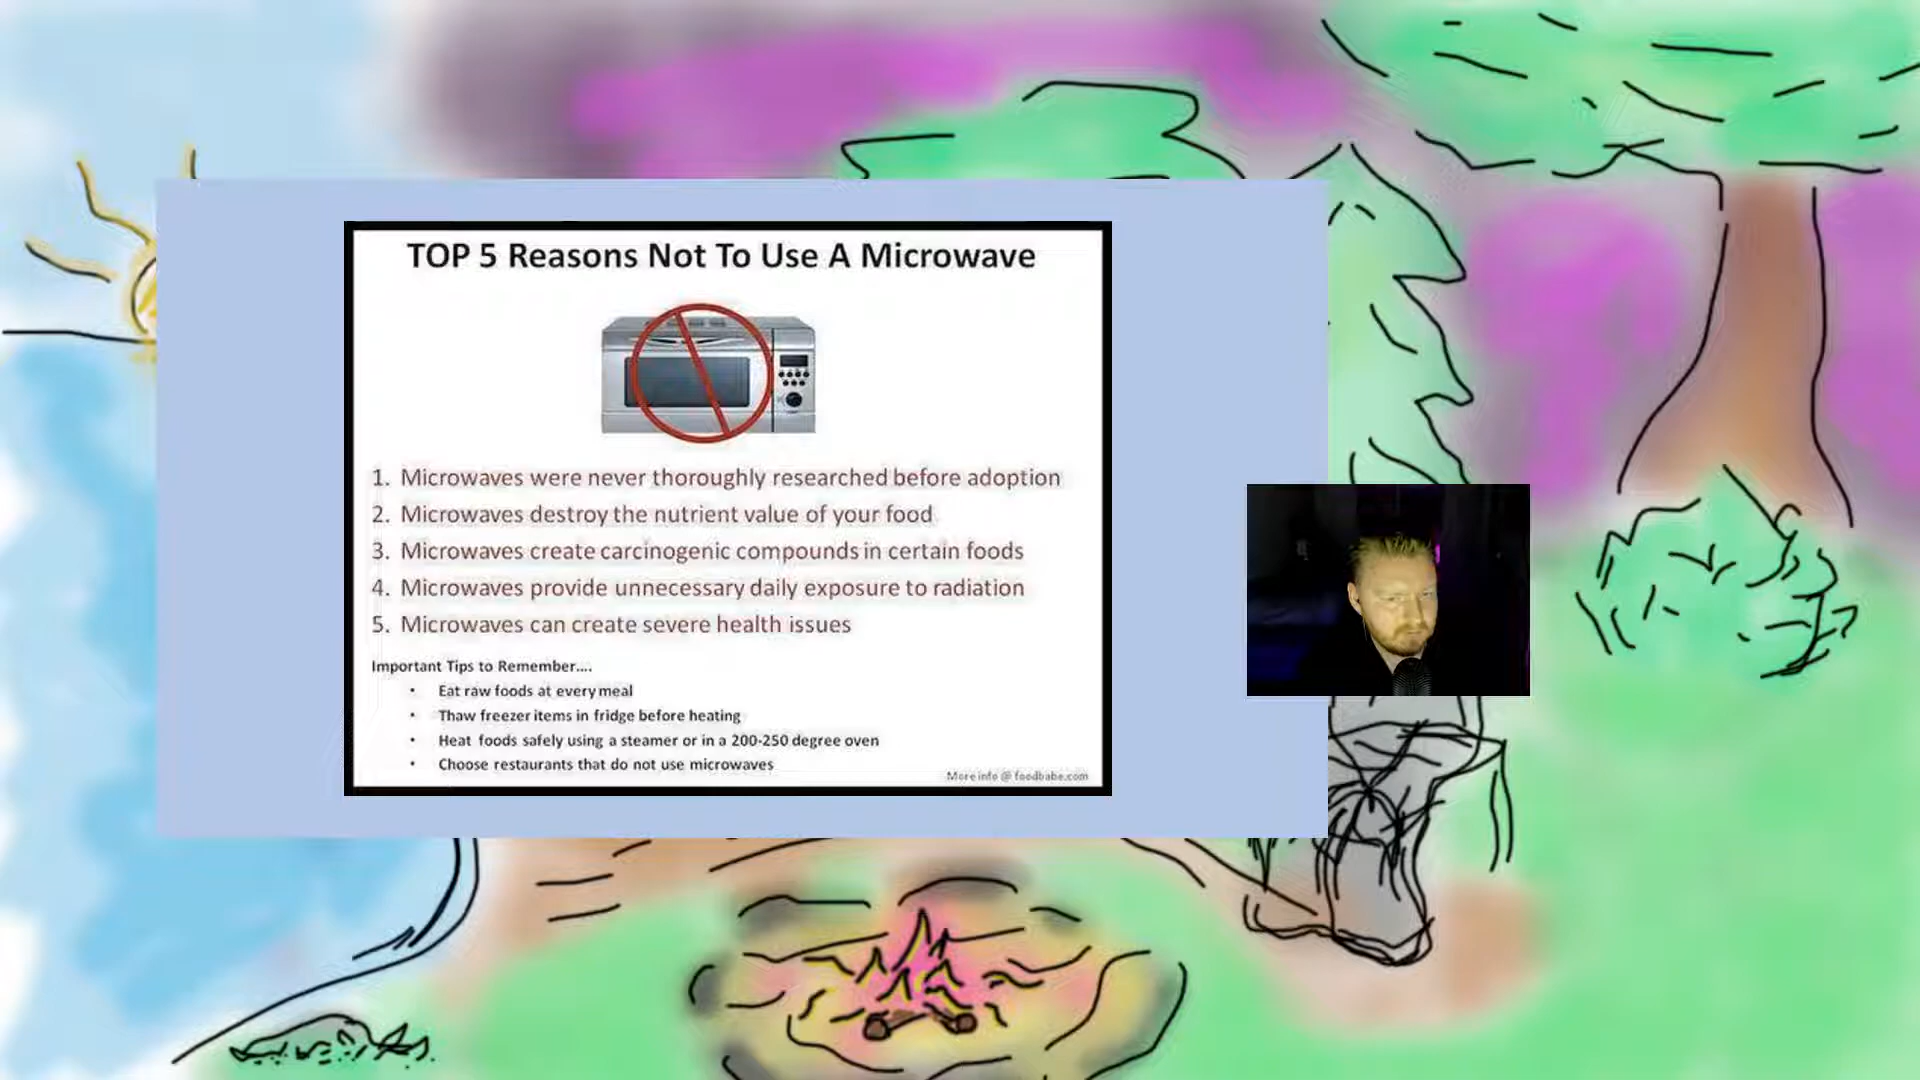 TOP 5 Reasons Not To Use A Microwave
1. Microwaves were never thoroughly researched before adoption
2. Microwaves destroy the nutrient value of your food
3. Microwaves create carcinogenic compounds in certain foods
4. Microwaves provide unnecessary daily exposure to radiation
5. Microwaves can create severe health issues
Important Tips to Remember....
• Eat raw foods at every meal
• Thaw freezer items in fridge before heating
• Heat foods safely using a steamer or in a 200-250 degree oven
• Choose restaurants that do not use microwaves
More info @ foodbabe.com